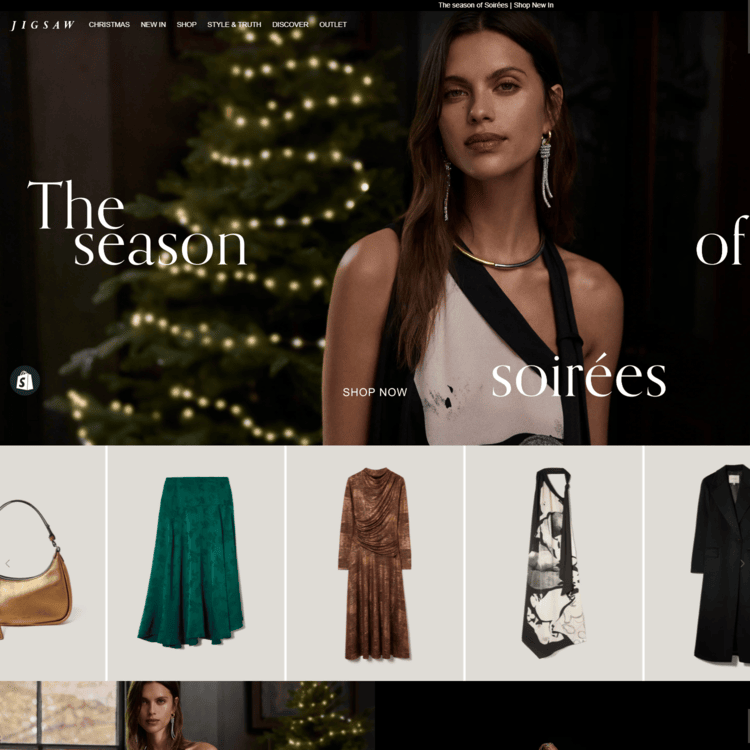 The season of Soirées | Shop New In
JIGSAW CHRISTMAS NEW IN SHOP STYLE & TRUTH DISCOVER OUTLET
The
season of
soirées
SHOP NOW